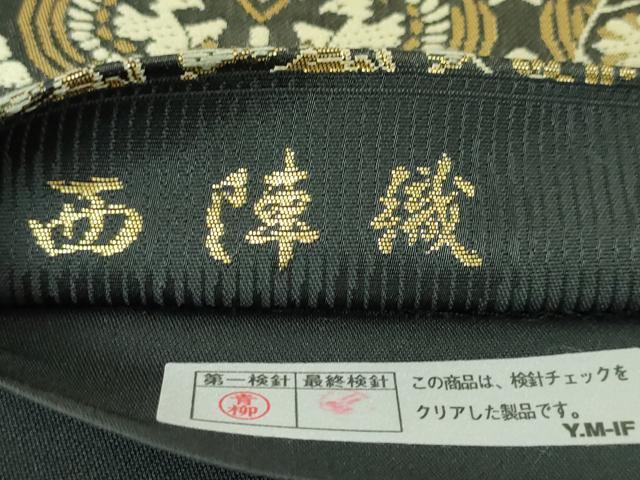 西陣織
第一検針 最終検針
青柳
この商品は、検針チェックを
クリアした製品です。
Y.M-IF